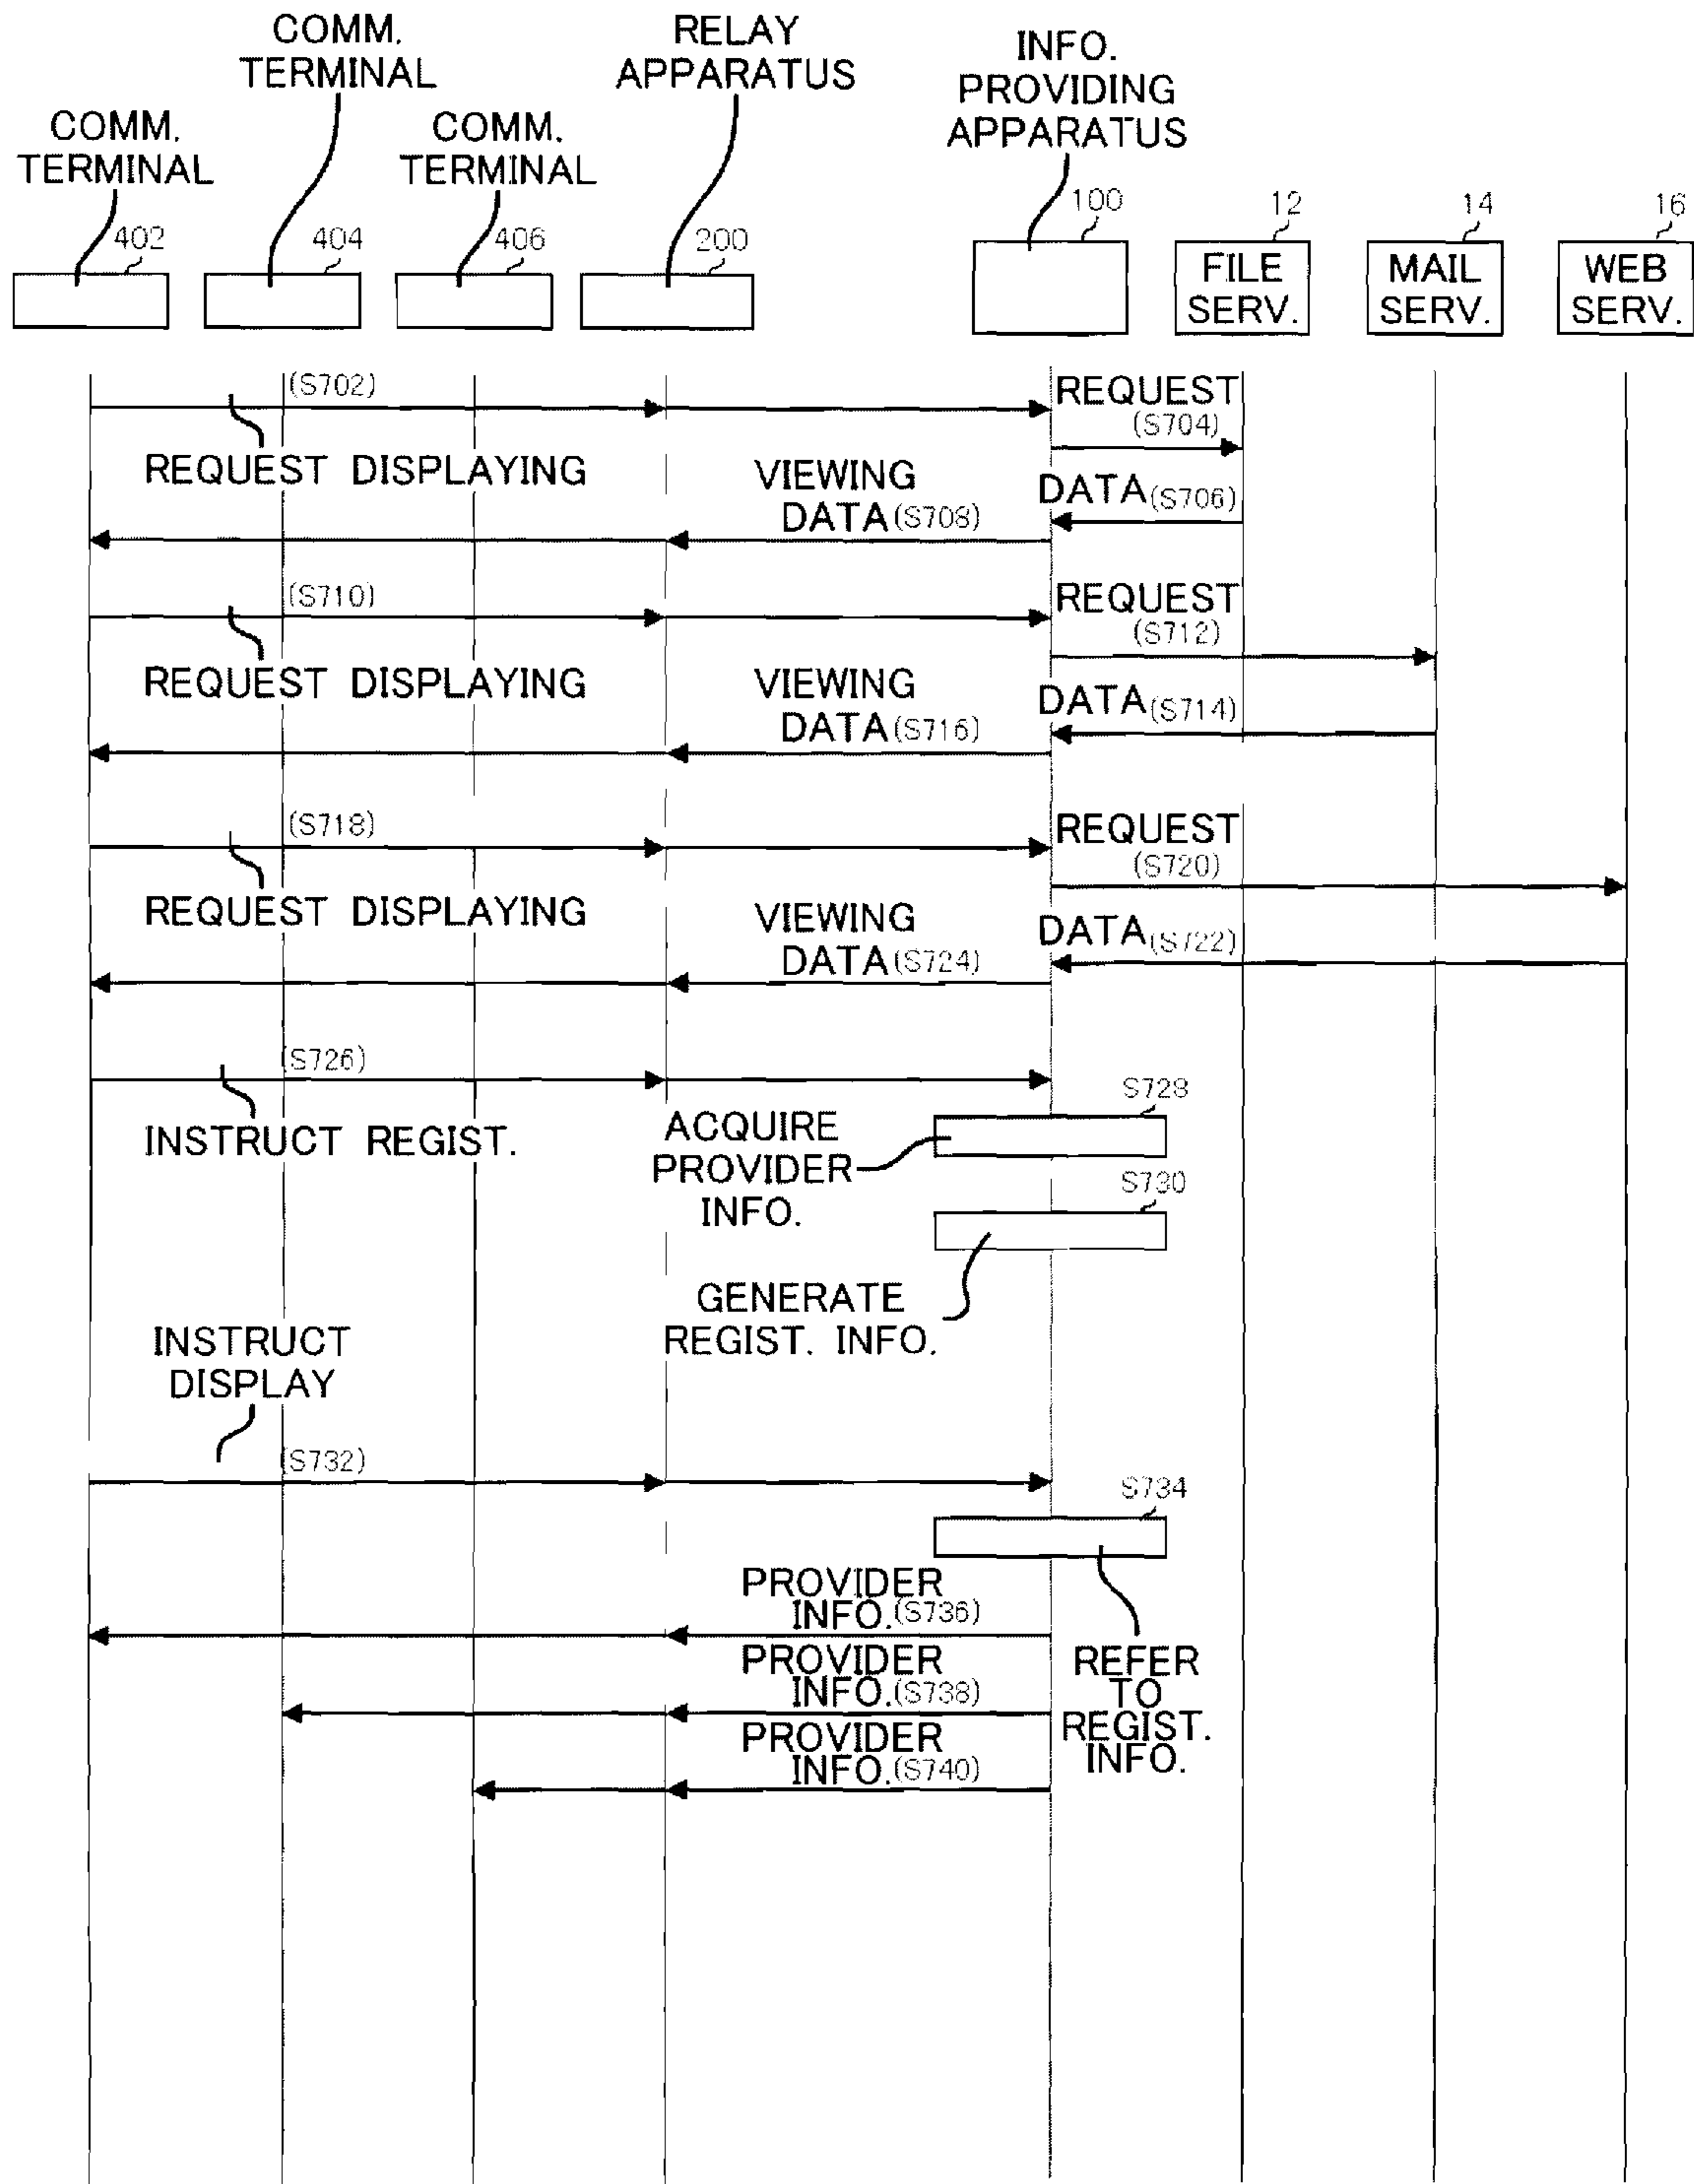 COMM.
TERMINAL
RELAY
APPARATUS
INFO.
PROVIDING
APPARATUS
COMM.
TERMINAL
COMM.
TERMINAL
402
404
406
200
100
12
14
16
FILE
SERV.
MAIL
SERV.
WEB
SERV.
(S702)
REQUEST
(S704)
REQUEST DISPLAYING
VIEWING
DATA(S708)
DATA(S706)
(S710)
REQUEST
(S712)
REQUEST DISPLAYING
VIEWING
DATA(S716)
DATA(S714)
(S718)
REQUEST
(S720)
REQUEST DISPLAYING
VIEWING
DATA(S724)
DATA(S722)
(S726)
INSTRUCT REGIST.
S728
ACQUIRE
PROVIDER
INFO.
S730
GENERATE
REGIST. INFO.
INSTRUCT
DISPLAY
(S732)
S734
PROVIDER
INFO.(S736)
PROVIDER
INFO.(S738)
PROVIDER
INFO.(S740)
REFER
TO
REGIST.
INFO.